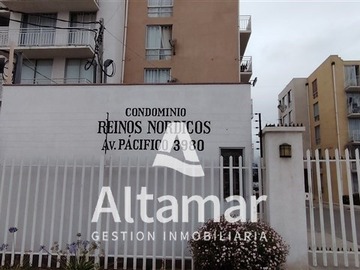 CONDOMINIO
REINOS NORDICOS
AV. PACIFICO 3980
Altamar
GESTION INMOBILIARIA